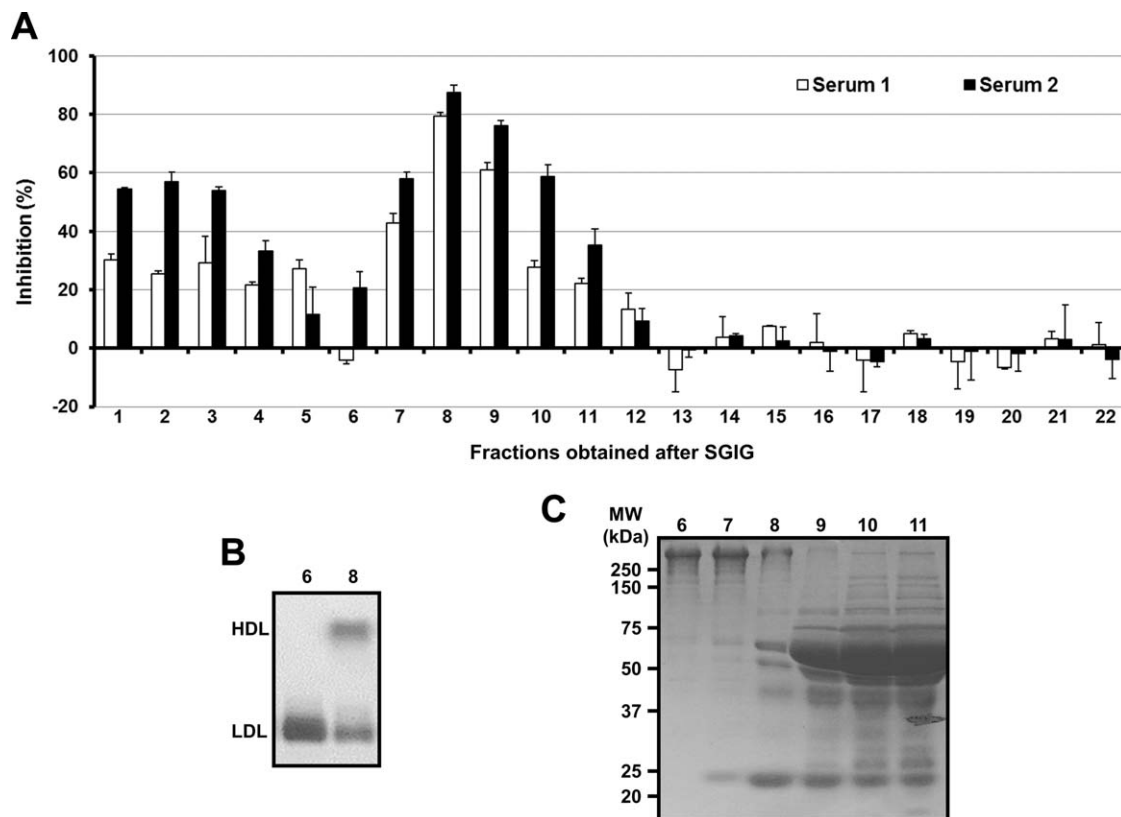 A
100
80
60
40
20
0
-20
Inhibition (%)
Serum 1 Serum 2
1 2 3 4 5 6 7 8 9 10 11 12 13 14 15 16 17 18 19 20 21 22
Fractions obtained after SGIG
B
6 8
HDL
LDL
C
MW
(kDa)
6 7 8 9 10 11
250
150
75
50
37
25
20